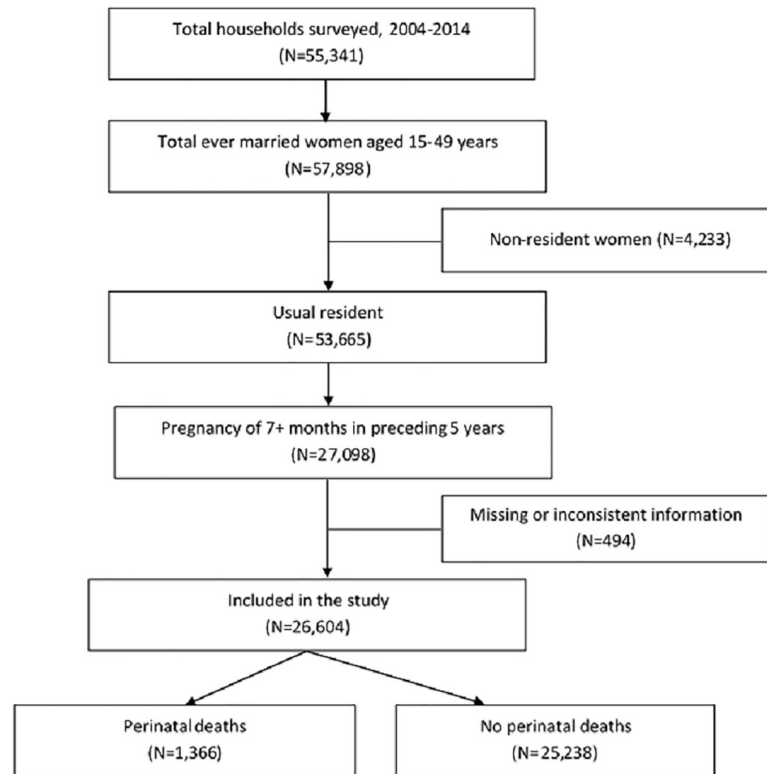 Total households surveyed, 2004-2014
(N=55,341)
Total ever married women aged 15-49 years
(N=57,898)
Non-resident women (N=4,233)
Usual resident
(N=53,665)
Pregnancy of 7+ months in preceding 5 years
(N=27,098)
Missing or inconsistent information
(N=494)
Included in the study
(N=26,604)
Perinatal deaths
(N=1,366)
No perinatal deaths
(N=25,238)